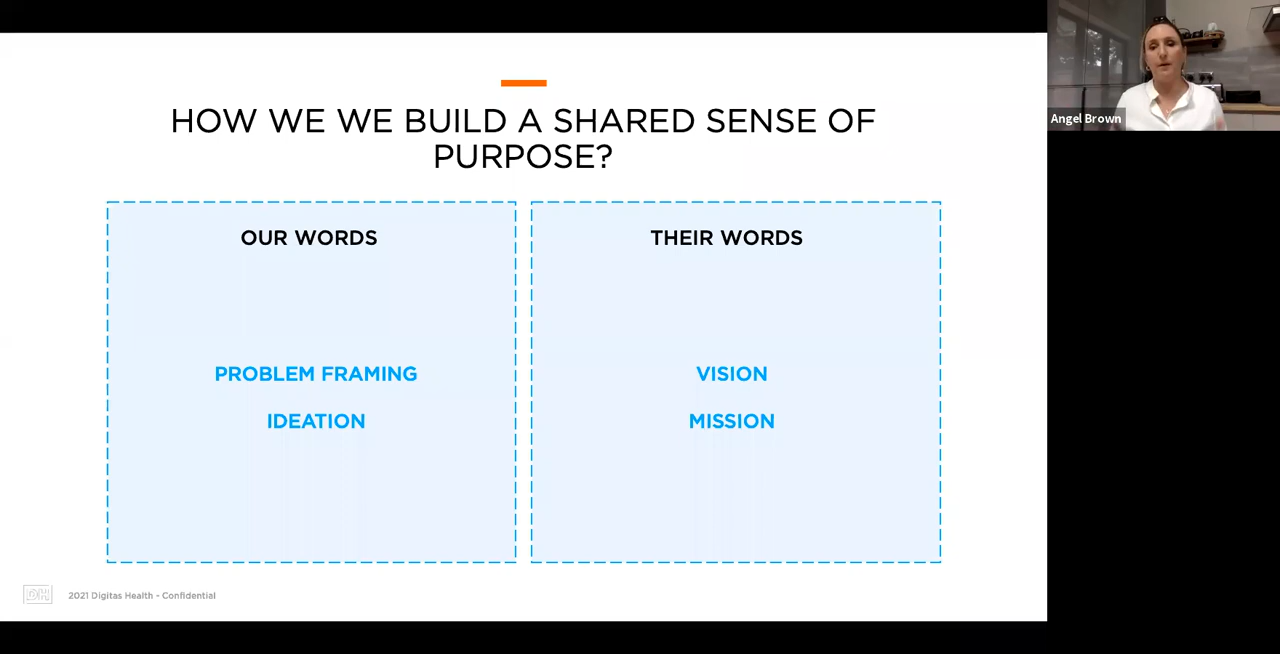 HOW WE WE BUILD A SHARED SENSE OF
PURPOSE?
OUR WORDS
PROBLEM FRAMING
IDEATION
THEIR WORDS
VISION
MISSION
2021 Digitas Health - Confidential
Angel Brown